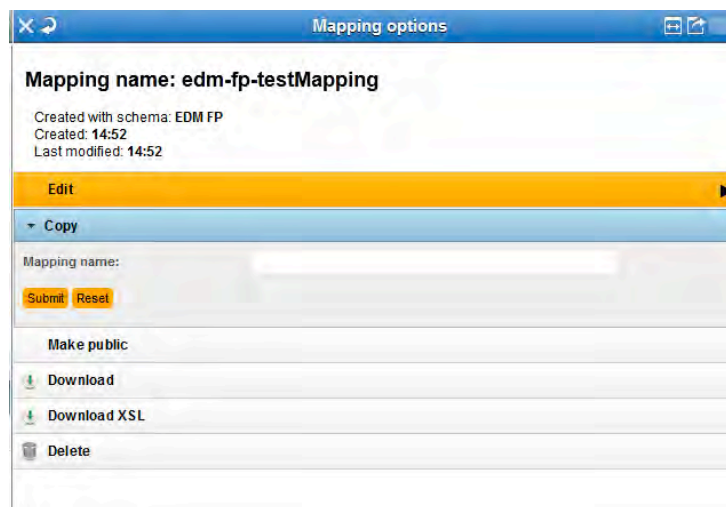 Mapping options
Mapping name: edm-fp-testMapping
Created with schema: EDM FP
Created: 14:52
Last modified: 14:52
Edit
Copy
Mapping name:
Submit Reset
Make public
Download
Download XSL
Delete